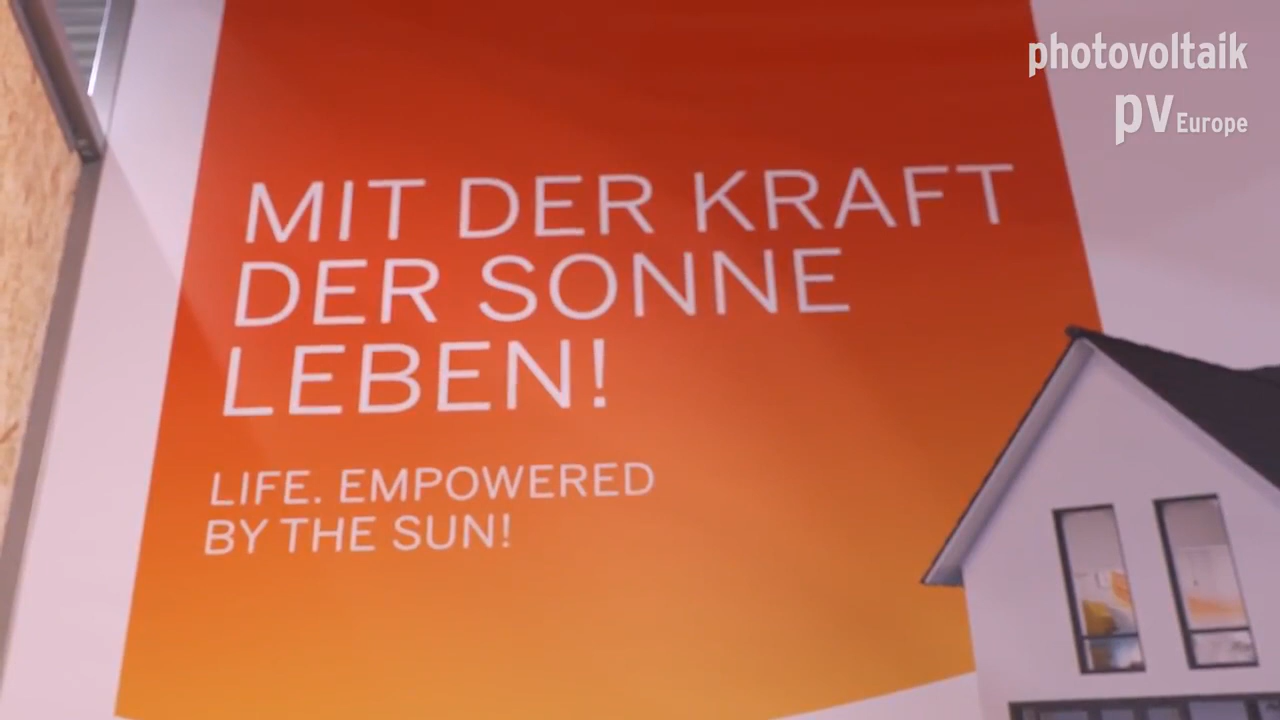 photovoltaik
pv Europe
MIT DER KRAFT
DER SONNE
LEBEN!
LIFE. EMPOWERED
BY THE SUN!